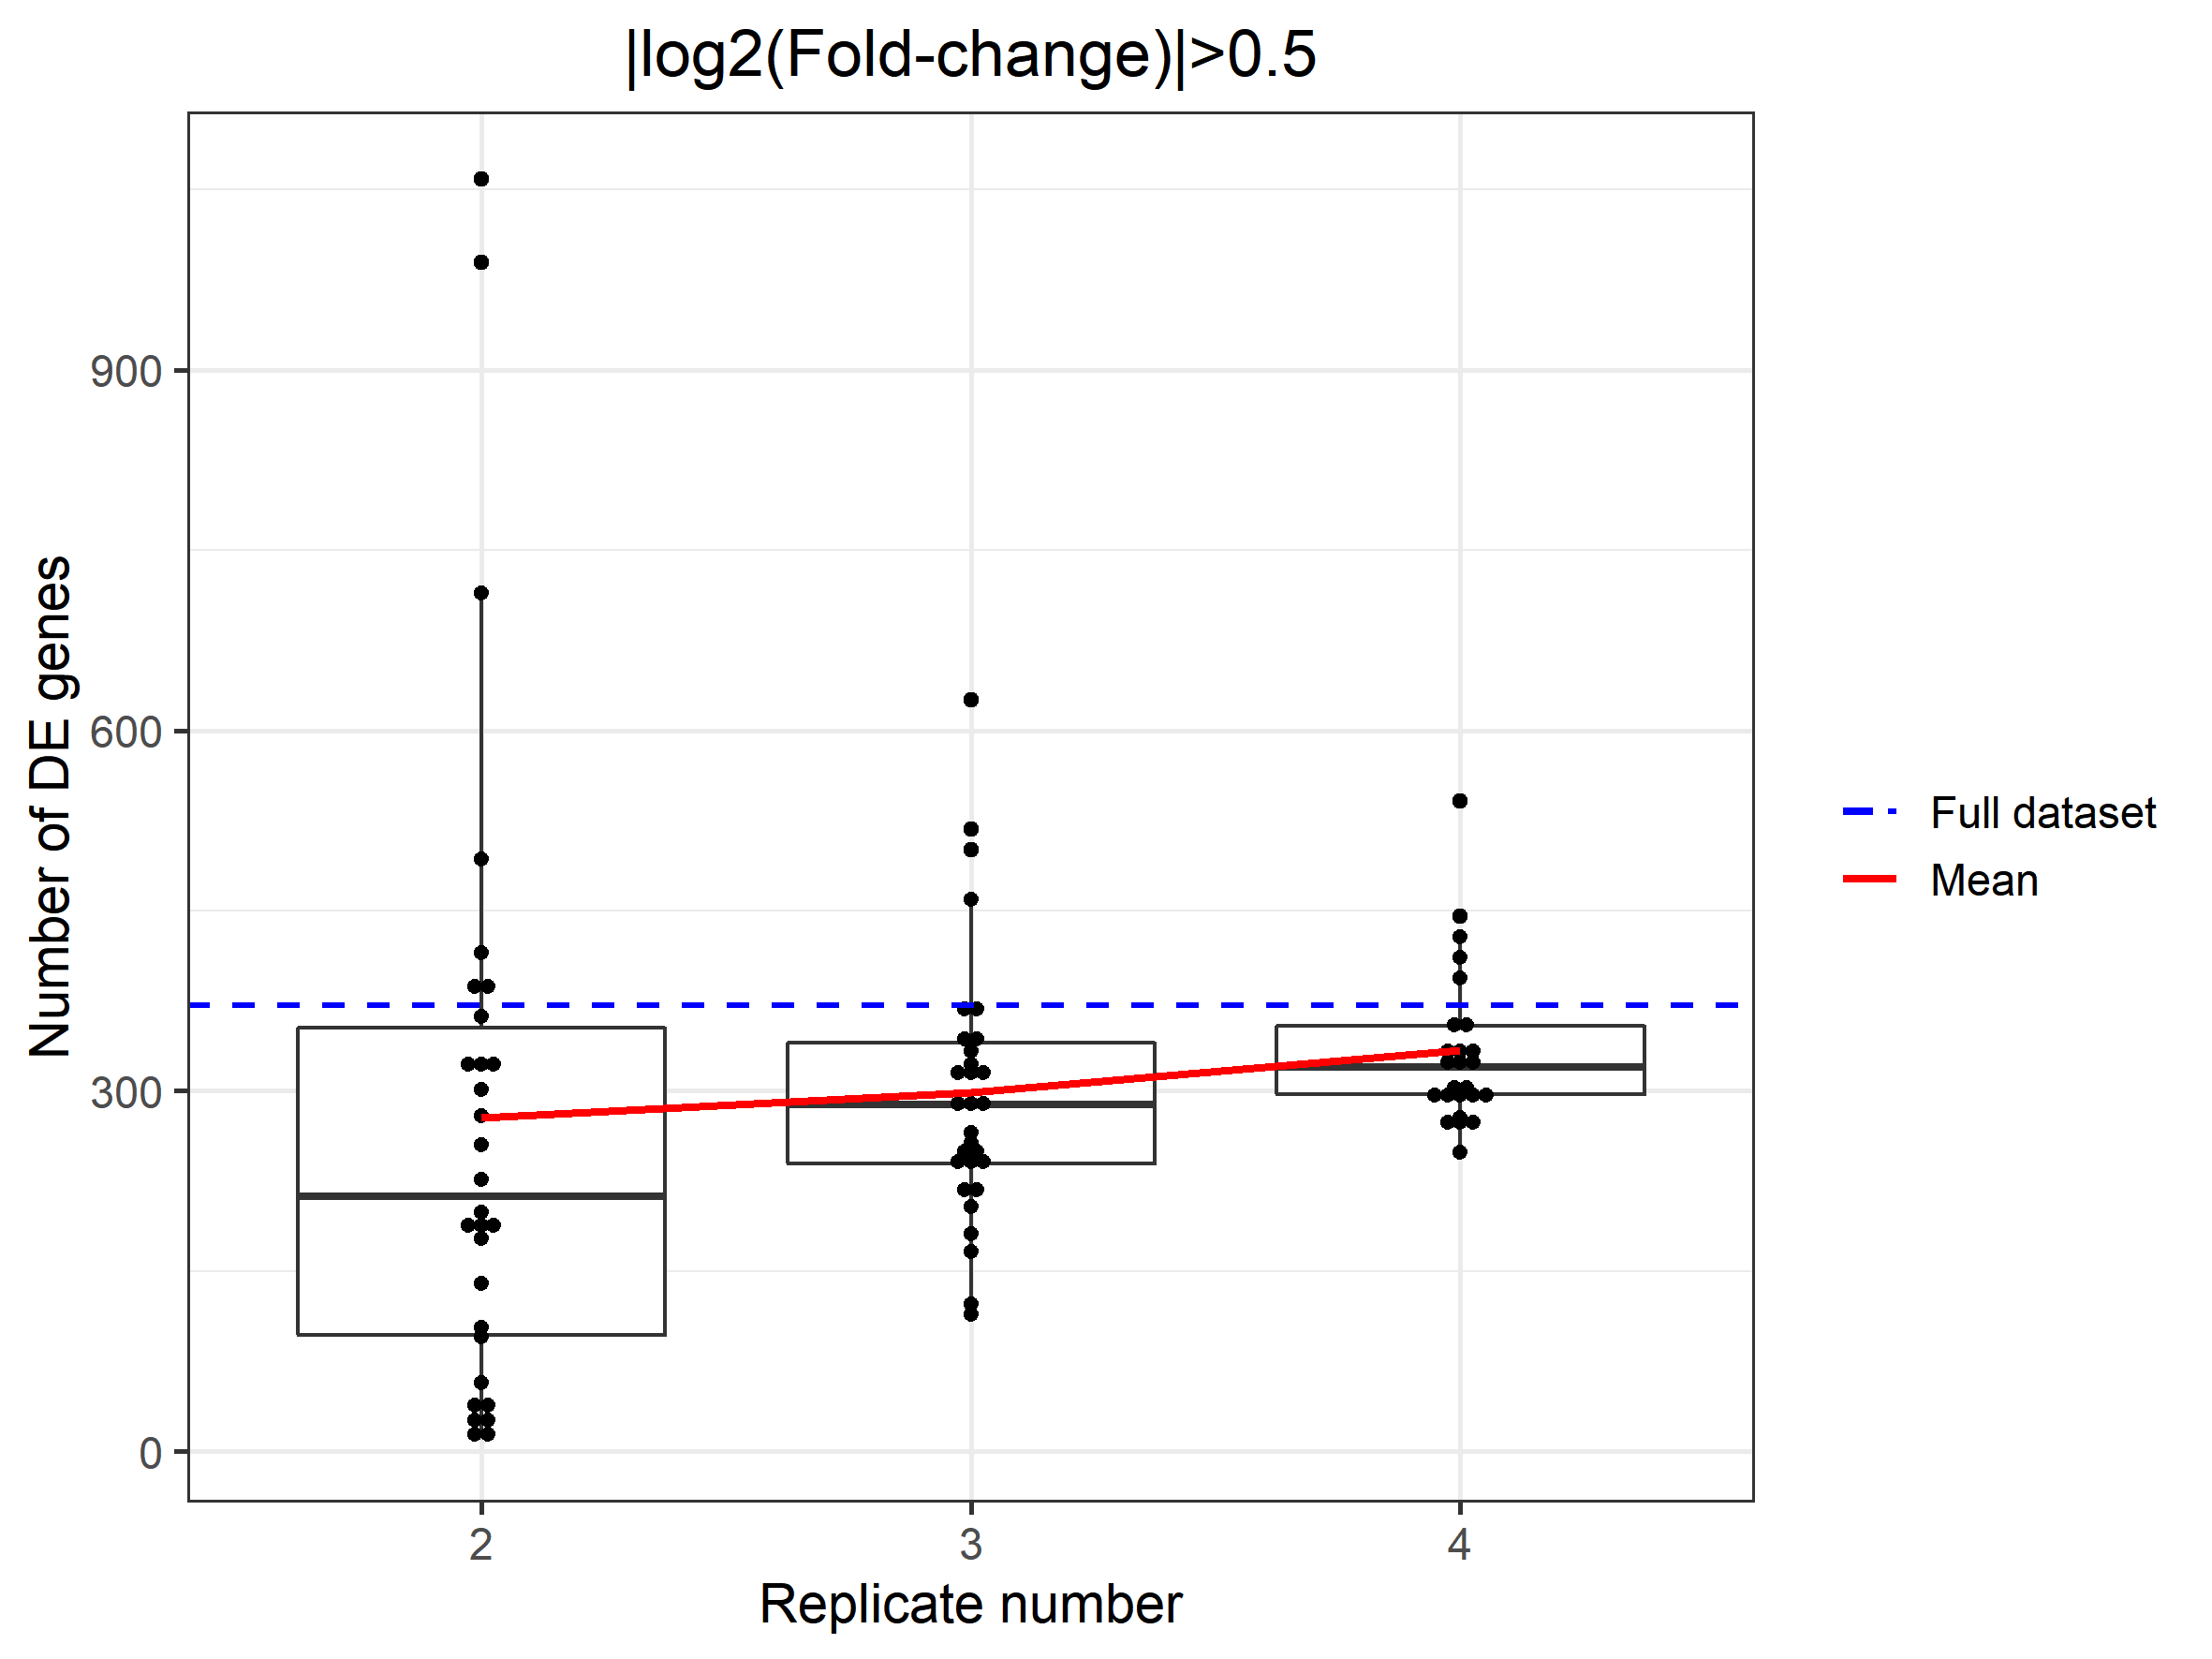 |log2(Fold-change)|>0.5
Number of DE genes
900
600
300
0
2 3 4
Replicate number
Full dataset
Mean